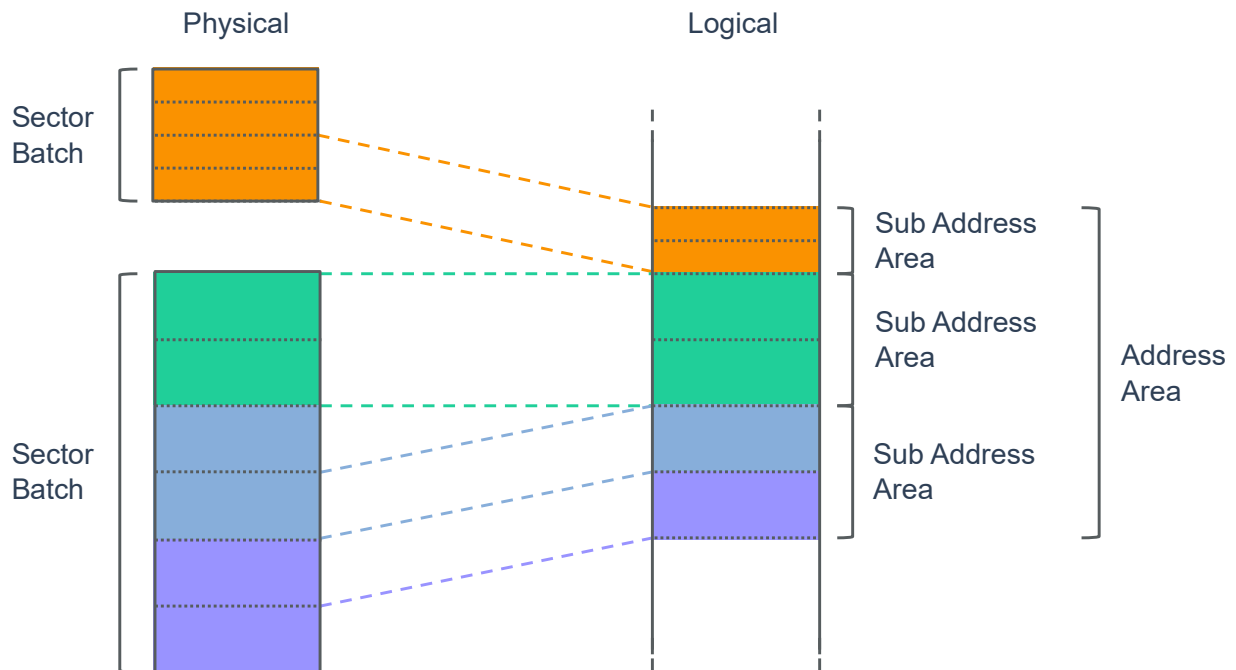 Physical
Logical
Sector
Batch
Sub Address
Area
Sub Address
Area
Address
Area
Sector
Batch
Sub Address
Area